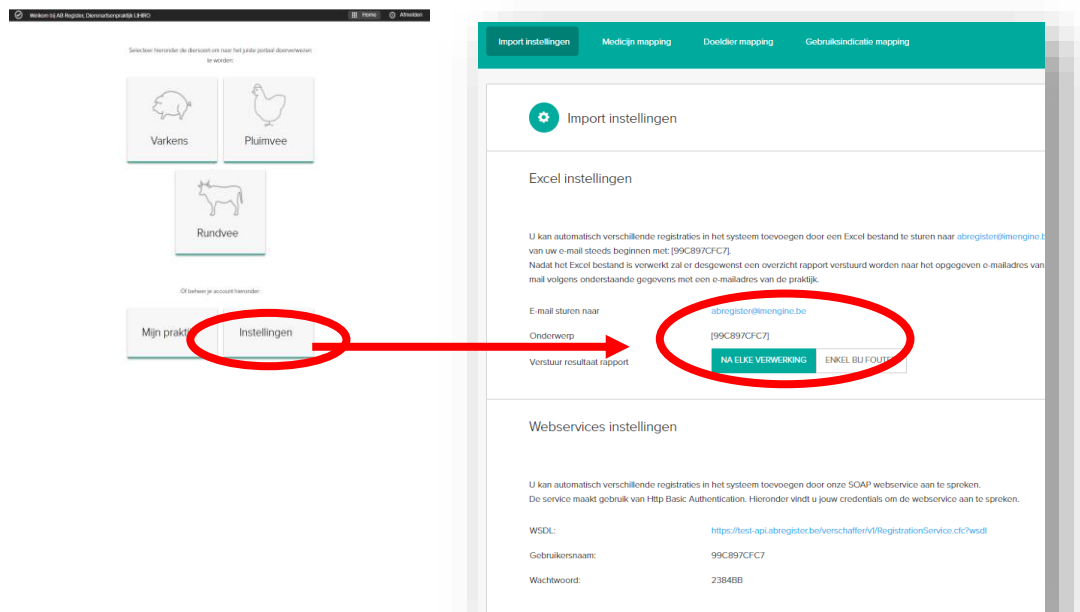 Welkom bij AB Register, Dierenartsenpraktijk LIHRO
Home
Afmelden
Selecteer hieronder de diersoort om naar het juiste portaal doorverwezen
te worden:
Varkens
Pluimvee
Rundvee
Of beheer je account hieronder:
Mijn prakti
Instellingen
Import instellingen
Medicijn mapping
Doeldier mapping
Gebruiksindicatie mapping
Import instellingen
Excel instellingen
U kan automatisch verschillende registraties in het systeem toevoegen door een Excel bestand te sturen naar abregister@imengine.b
van uw e-mail steeds beginnen met: [99C897CFC7].
Nadat het Excel bestand is verwerkt zal er desgewenst een overzicht rapport verstuurd worden naar het opgegeven e-mailadres van
mail volgens onderstaande gegevens met een e-mailadres van de praktijk.
E-mail sturen naar
abregister@imengine.be
Onderwerp
[99C897CFC7]
Verstuur resultaat rapport
NA ELKE VERWERKING
ENKEL BIJ FOUTE
Webservices instellingen
U kan automatisch verschillende registraties in het systeem toevoegen door onze SOAP webservice aan te spreken.
De service maakt gebruik van Http Basic Authentication. Hieronder vindt u jouw credentials om de webservice aan te spreken.
WSDL:
https://test-api.abregister.be/verschaffer/v1/RegistrationService.cfc?wsdl
Gebruikersnaam:
99C897CFC7
Wachtwoord:
2384BB